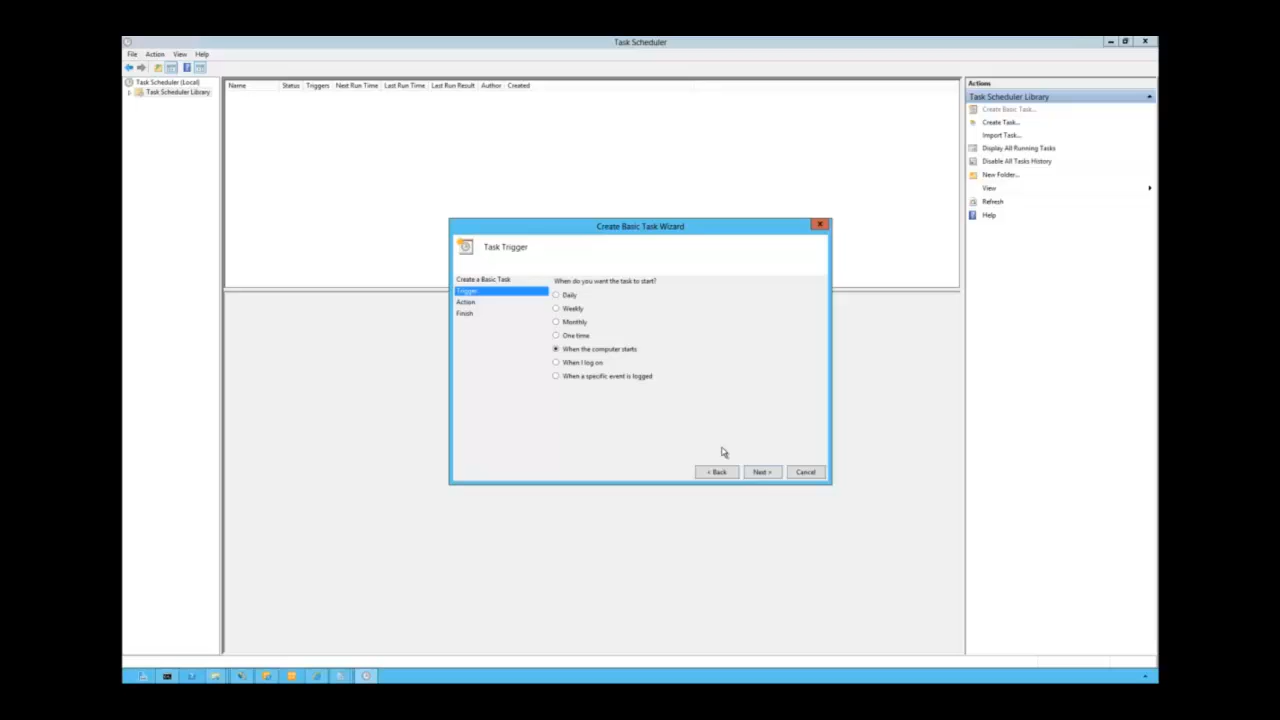 Task Scheduler
File Action View Help
Task Scheduler (Local)
Task Scheduler Library
Name Status Triggers Next Run Time Last Run Time Last Run Result Author Created
Actions
Task Scheduler Library
Create Basic Task...
Create Task...
Import Task...
Display All Running Tasks
Disable All Tasks History
New Folder...
View
Refresh
Help
Create Basic Task Wizard
Task Trigger
Create a Basic Task
Trigger
Action
Finish
When do you want the task to start?
Daily
Weekly
Monthly
One time
When the computer starts
When I log on
When a specific event is logged
< Back Next > Cancel